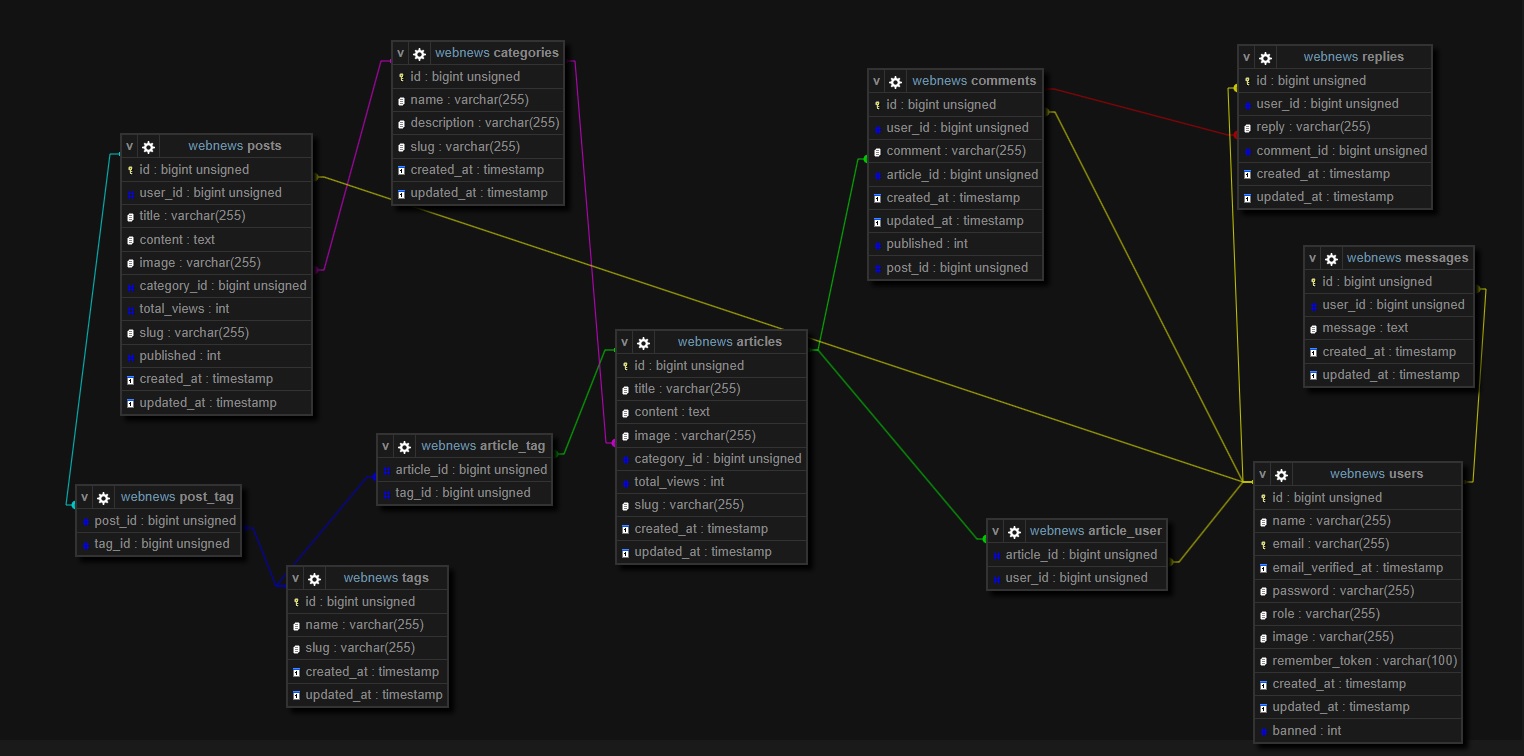 v webnews categories
id : bigint unsigned
name : varchar(255)
description : varchar(255)
slug : varchar(255)
created_at : timestamp
updated_at : timestamp
v webnews posts
id : bigint unsigned
user_id : bigint unsigned
title : varchar(255)
content : text
image : varchar(255)
category_id : bigint unsigned
total_views : int
slug : varchar(255)
published : int
created_at : timestamp
updated_at : timestamp
v webnews comments
id : bigint unsigned
user_id : bigint unsigned
comment : varchar(255)
article_id : bigint unsigned
created_at : timestamp
updated_at : timestamp
published : int
post_id : bigint unsigned
v webnews replies
id : bigint unsigned
user_id : bigint unsigned
reply : varchar(255)
comment_id : bigint unsigned
created_at : timestamp
updated_at : timestamp
v webnews messages
id : bigint unsigned
user_id : bigint unsigned
message : text
created_at : timestamp
updated_at : timestamp
v webnews articles
id : bigint unsigned
title : varchar(255)
content : text
image : varchar(255)
category_id : bigint unsigned
total_views : int
slug : varchar(255)
created_at : timestamp
updated_at : timestamp
v webnews article_tag
article_id : bigint unsigned
tag_id : bigint unsigned
v webnews post_tag
post_id : bigint unsigned
tag_id : bigint unsigned
v webnews tags
id : bigint unsigned
name : varchar(255)
slug : varchar(255)
created_at : timestamp
updated_at : timestamp
v webnews article_user
article_id : bigint unsigned
user_id : bigint unsigned
v webnews users
id : bigint unsigned
name : varchar(255)
email : varchar(255)
email_verified_at : timestamp
password : varchar(255)
role : varchar(255)
image : varchar(255)
remember_token : varchar(100)
created_at : timestamp
updated_at : timestamp
banned : int